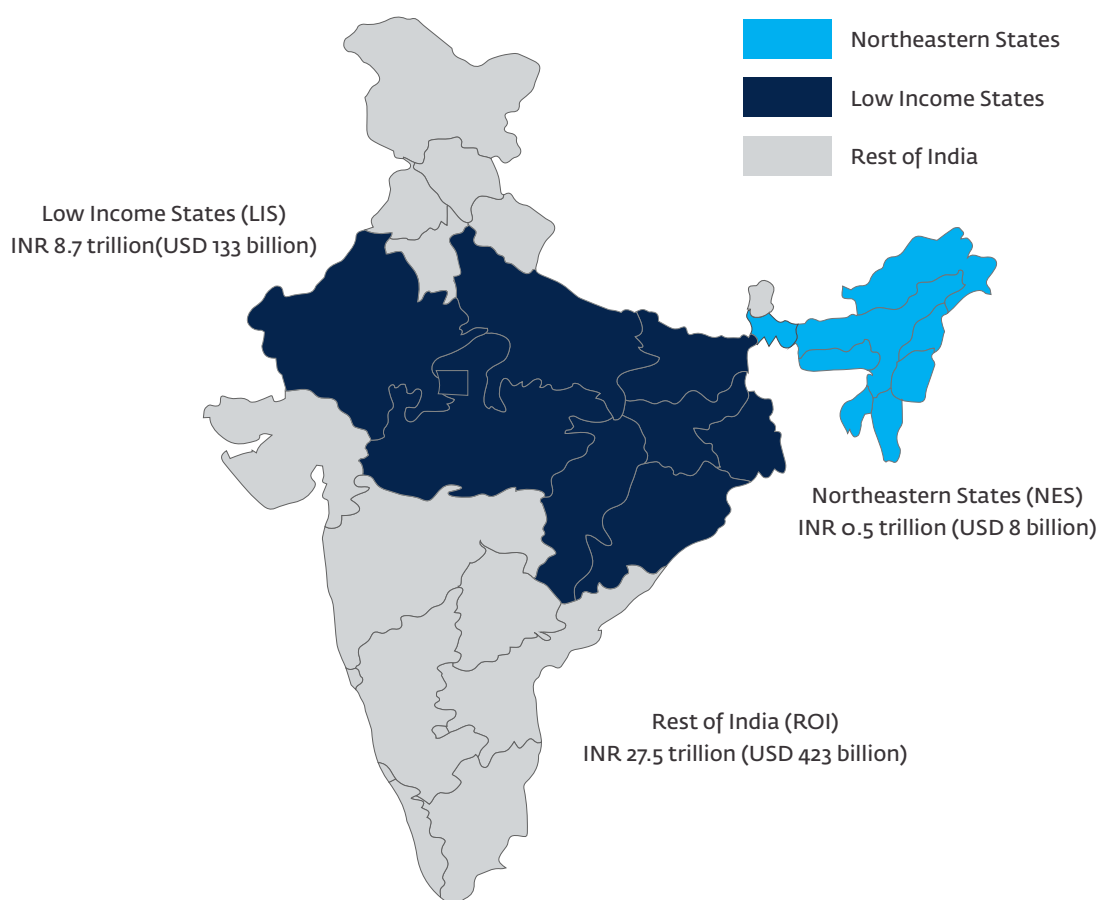 Northeastern States
Low Income States
Rest of India
Low Income States (LIS)
INR 8.7 trillion(USD 133 billion)
Northeastern States (NES)
INR 0.5 trillion (USD 8 billion)
Rest of India (ROI)
INR 27.5 trillion (USD 423 billion)